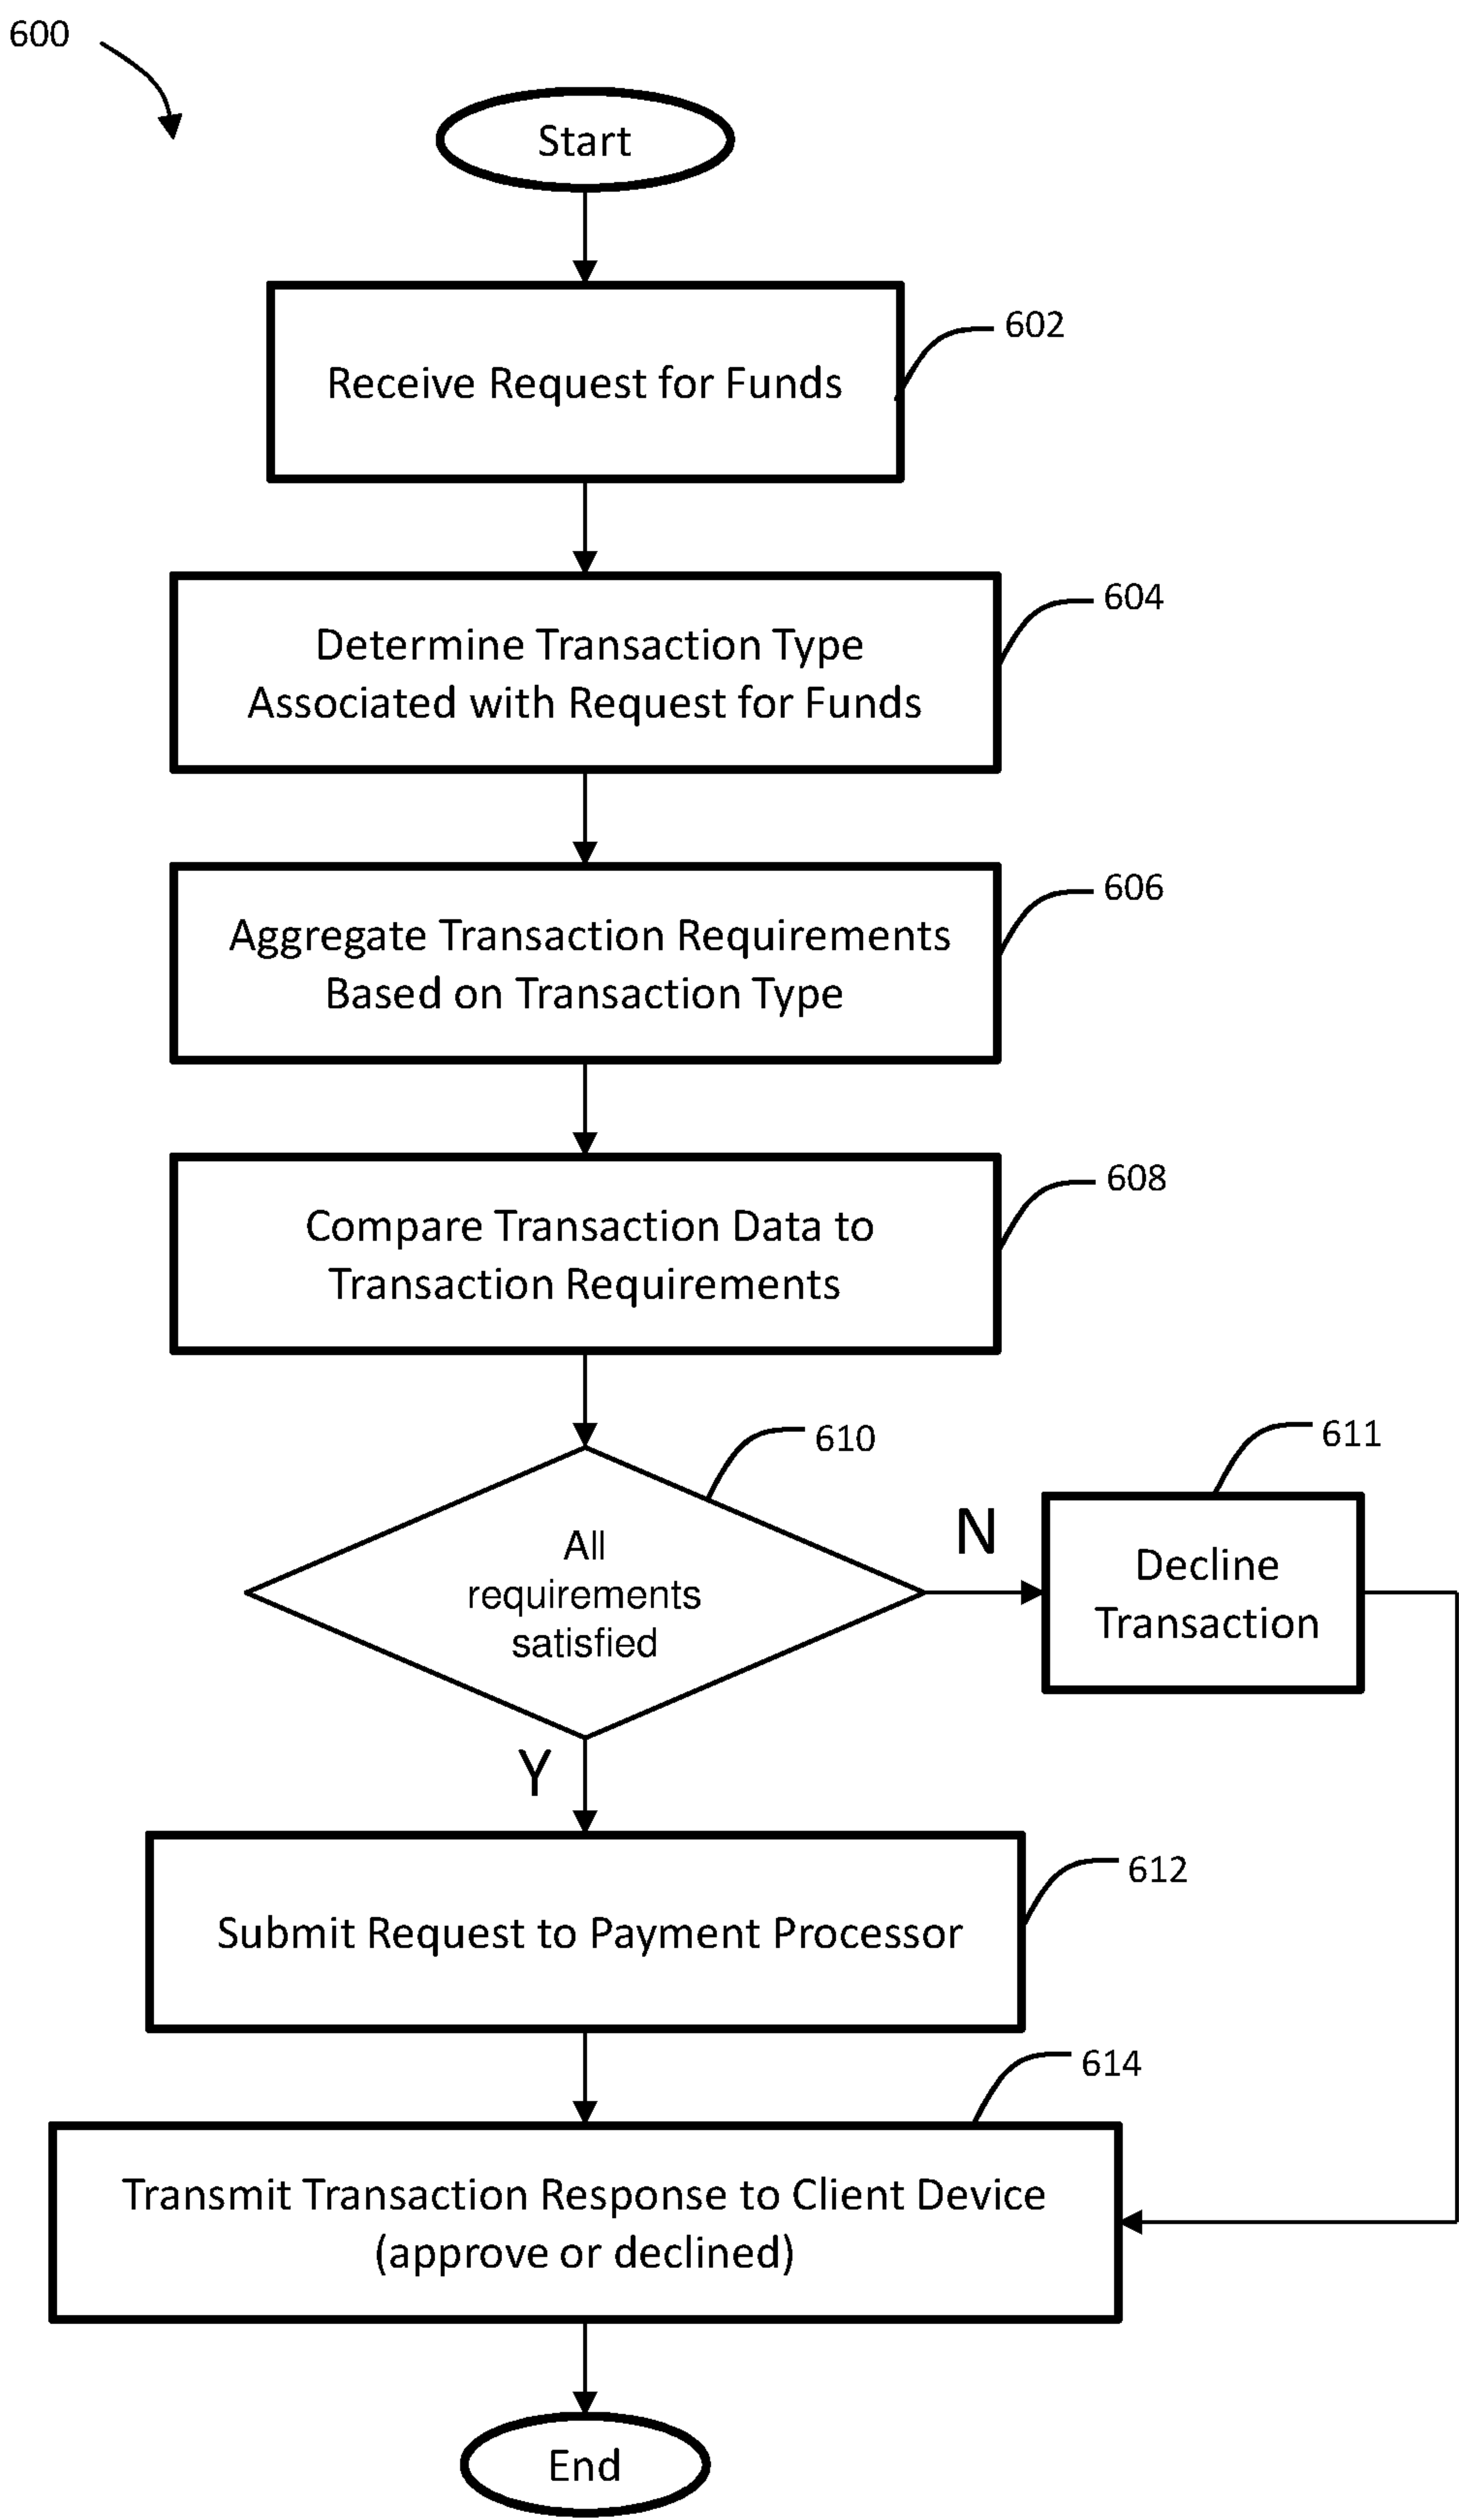 600
Start
Receive Request for Funds
602
Determine Transaction Type
Associated with Request for Funds
604
Aggregate Transaction Requirements
Based on Transaction Type
606
Compare Transaction Data to
Transaction Requirements
608
All
requirements
satisfied
610
N
Decline
Transaction
611
Y
Submit Request to Payment Processor
612
Transmit Transaction Response to Client Device
(approve or declined)
614
End